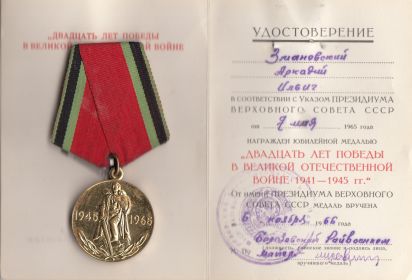 „ДВАДЦАТЬ ЛЕТ ПОБЕДЫ
В ВЕЛИКОЙ ВОЙНЕ
1945 1965
УДОСТОВЕРЕНИЕ
Змановский
Аркадий
Ильич
В СООТВЕТСТВИИ С УКАЗОМ ПРЕЗИДИУМА
ВЕРХОВНОГО СОВЕТА СССР
от 7 мая 1965 года
НАГРАЖДЕН ЮБИЛЕЙНОЙ МЕДАЛЬЮ
„ДВАДЦАТЬ ЛЕТ ПОБЕДЫ
В ВЕЛИКОЙ ОТЕЧЕСТВЕННОЙ
ВОЙНЕ 1941—1945 гг.“
От имени ПРЕЗИДИУМА ВЕРХОВНОГО
СОВЕТА СССР МЕДАЛЬ ВРУЧЕНА
6 ноября 1966
Райвоенком
майор
вручившего медаль